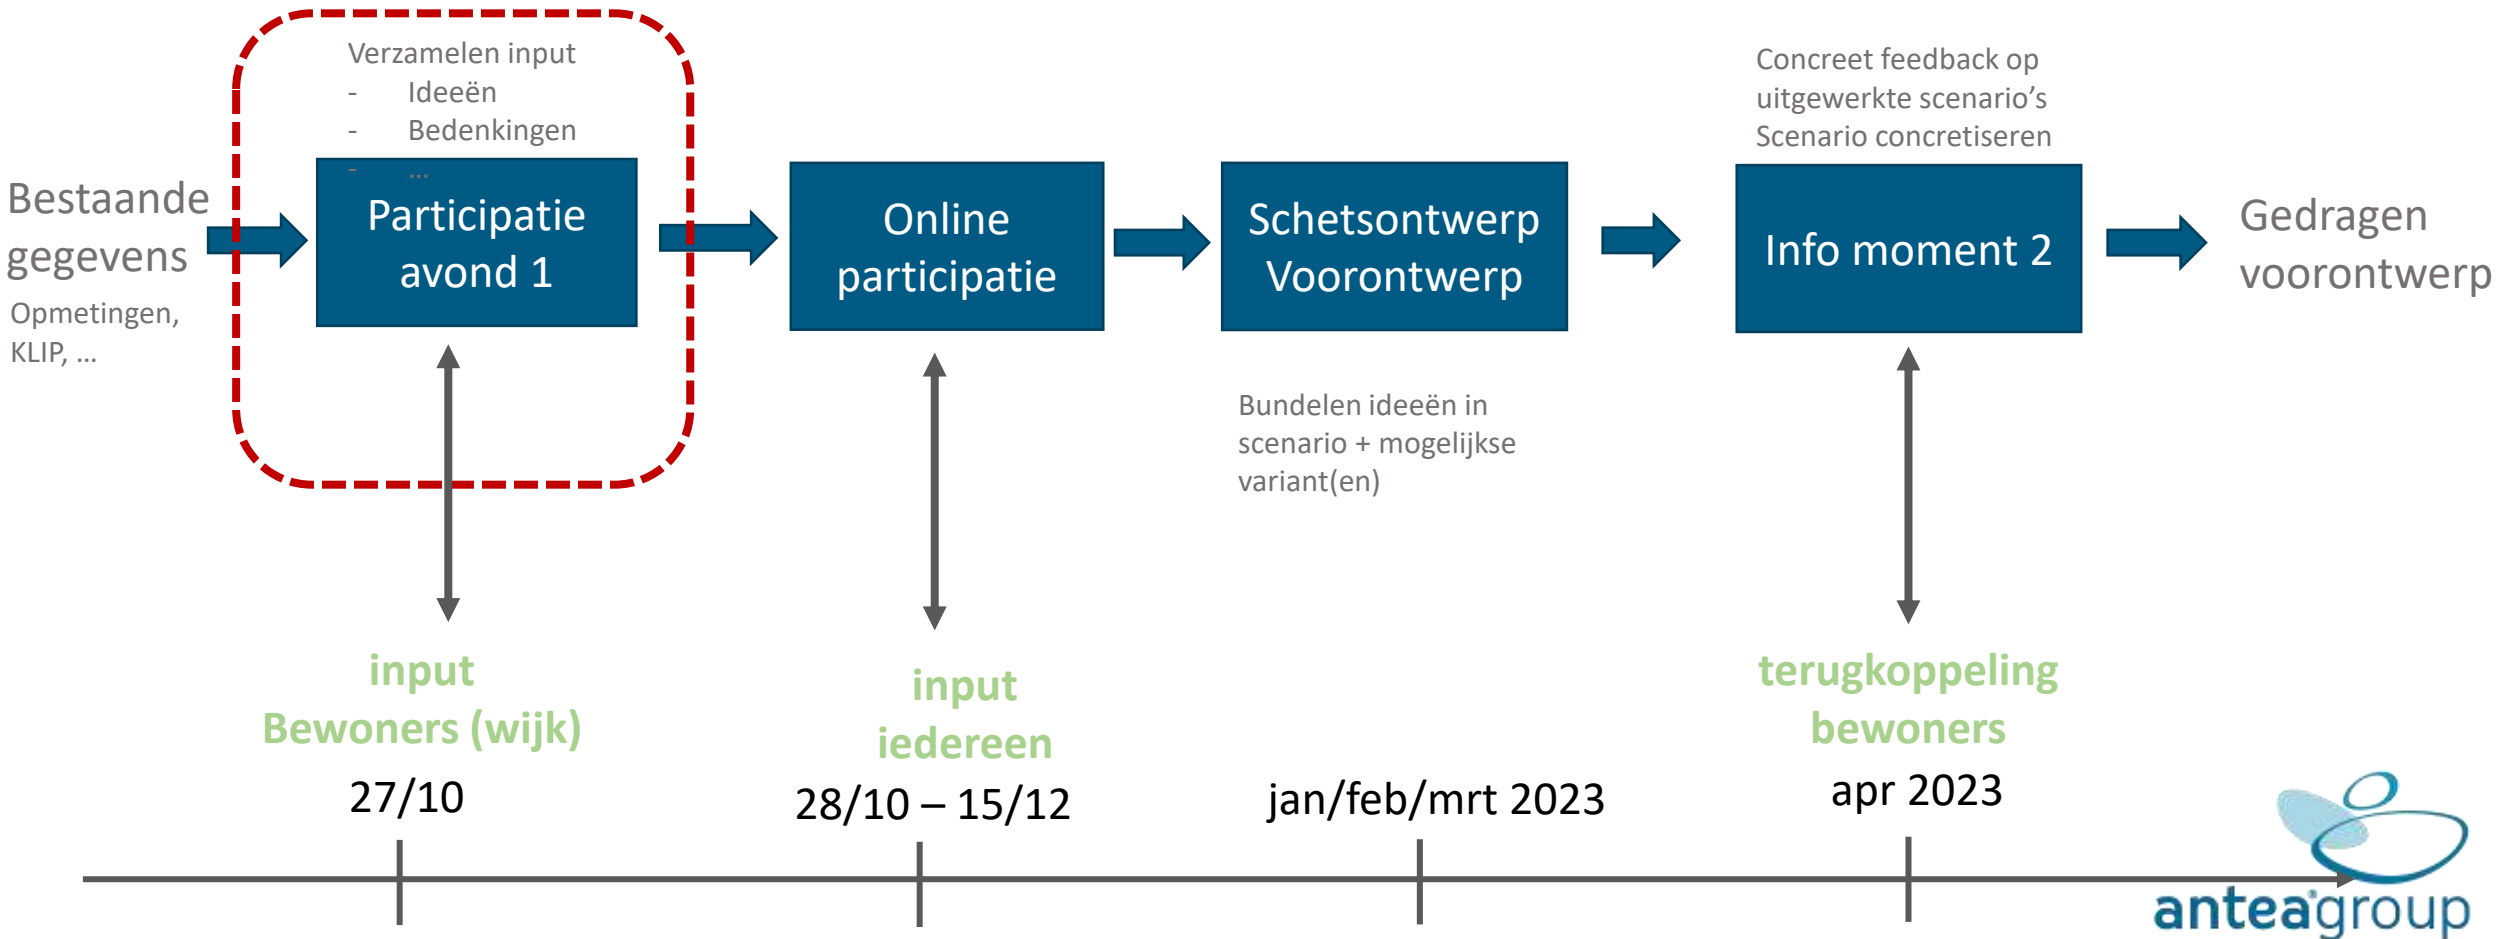 Bestaande
gegevens
Opmetingen,
KLIP, ...
Verzamelen input
- Ideeën
- Bedenkingen
- ...
Participatie
avond 1
Online
participatie
Schetsontwerp
Voorontwerp
Bundelen ideeën in
scenario + mogelijkse
variant(en)
Concreet feedback op
uitgewerkte scenario’s
Scenario concretiseren
Info moment 2
Gedragen
voorontwerp
input
Bewoners (wijk)
27/10
input
iedereen
28/10 – 15/12
jan/feb/mrt 2023
terugkoppeling
bewoners
apr 2023
anteagroup